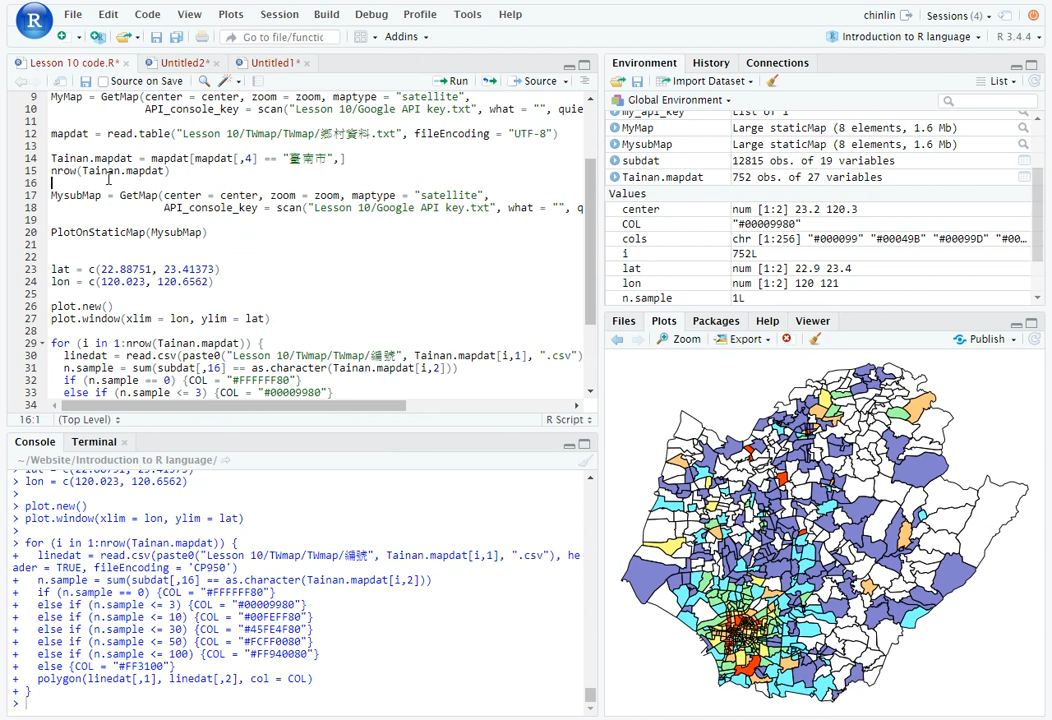 R
File Edit Code View Plots Session Build Debug Profile Tools Help
chinlin Sessions (4)
Go to file/functic Addins
Introduction to R language R 3.4.4
Lesson 10 code.R* × Untitled2* × Untitled1* ×
Source on Save Run Source
9 MyMap = GetMap(center = center, zoom = zoom, maptype = "satellite",
10 API_console_key = scan("Lesson 10/Google API key.txt", what = "", quie
11
12 mapdat = read.table("Lesson 10/TWmap/TWmap/鄉村資料.txt", fileEncoding = "UTF-8")
13
14 Tainan.mapdat = mapdat[mapdat[,4] == "臺南市",]
15 nrow(Tainan.mapdat)
16
17 MysubMap = GetMap(center = center, zoom = zoom, maptype = "satellite",
18 API_console_key = scan("Lesson 10/Google API key.txt", what = "", q
19
20 PlotOnStaticMap(MysubMap)
21
22
23 lat = c(22.88751, 23.41373)
24 lon = c(120.023, 120.6562)
25
26 plot.new()
27 plot.window(xlim = lon, ylim = lat)
28
29 for (i in 1:nrow(Tainan.mapdat)) {
30 linedat = read.csv(paste0("Lesson 10/TWmap/TWmap/編號", Tainan.mapdat[i,1], ".csv")
31 n.sample = sum(subdat[,16] == as.character(Tainan.mapdat[i,2]))
32 if (n.sample == 0) {COL = "#FFFFFF80"}
33 else if (n.sample <= 3) {COL = "#00009980"}
34
16:1 (Top Level) R Script
Console Terminal ×
~/Website/Introduction to R language/
> lat = c(22.88751, 23.41373)
> lon = c(120.023, 120.6562)
>
> plot.new()
> plot.window(xlim = lon, ylim = lat)
>
> for (i in 1:nrow(Tainan.mapdat)) {
+ linedat = read.csv(paste0("Lesson 10/TWmap/TWmap/編號", Tainan.mapdat[i,1], ".csv"), he
ader = TRUE, fileEncoding = 'CP950')
+ n.sample = sum(subdat[,16] == as.character(Tainan.mapdat[i,2]))
+ if (n.sample == 0) {COL = "#FFFFFF80"}
+ else if (n.sample <= 3) {COL = "#00009980"}
+ else if (n.sample <= 10) {COL = "#00FEFF80"}
+ else if (n.sample <= 30) {COL = "#45FE4F80"}
+ else if (n.sample <= 50) {COL = "#FCFF0080"}
+ else if (n.sample <= 100) {COL = "#FF940080"}
+ else {COL = "#FF3100"}
+ polygon(linedat[,1], linedat[,2], col = COL)
+ }
>
Environment History Connections
Import Dataset List
Global Environment
my_api_key List of 1
MyMap Large staticMap (8 elements, 1.6 Mb)
MysubMap Large staticMap (8 elements, 1.6 Mb)
subdat 12815 obs. of 19 variables
Tainan.mapdat 752 obs. of 27 variables
Values
center num [1:2] 23.2 120.3
COL "#00009980"
cols chr [1:256] "#000099" "#00049B" "#00099D" "#00…
i 752L
lat num [1:2] 22.9 23.4
lon num [1:2] 120 121
n.sample 1L
Files Plots Packages Help Viewer
Zoom Export Publish